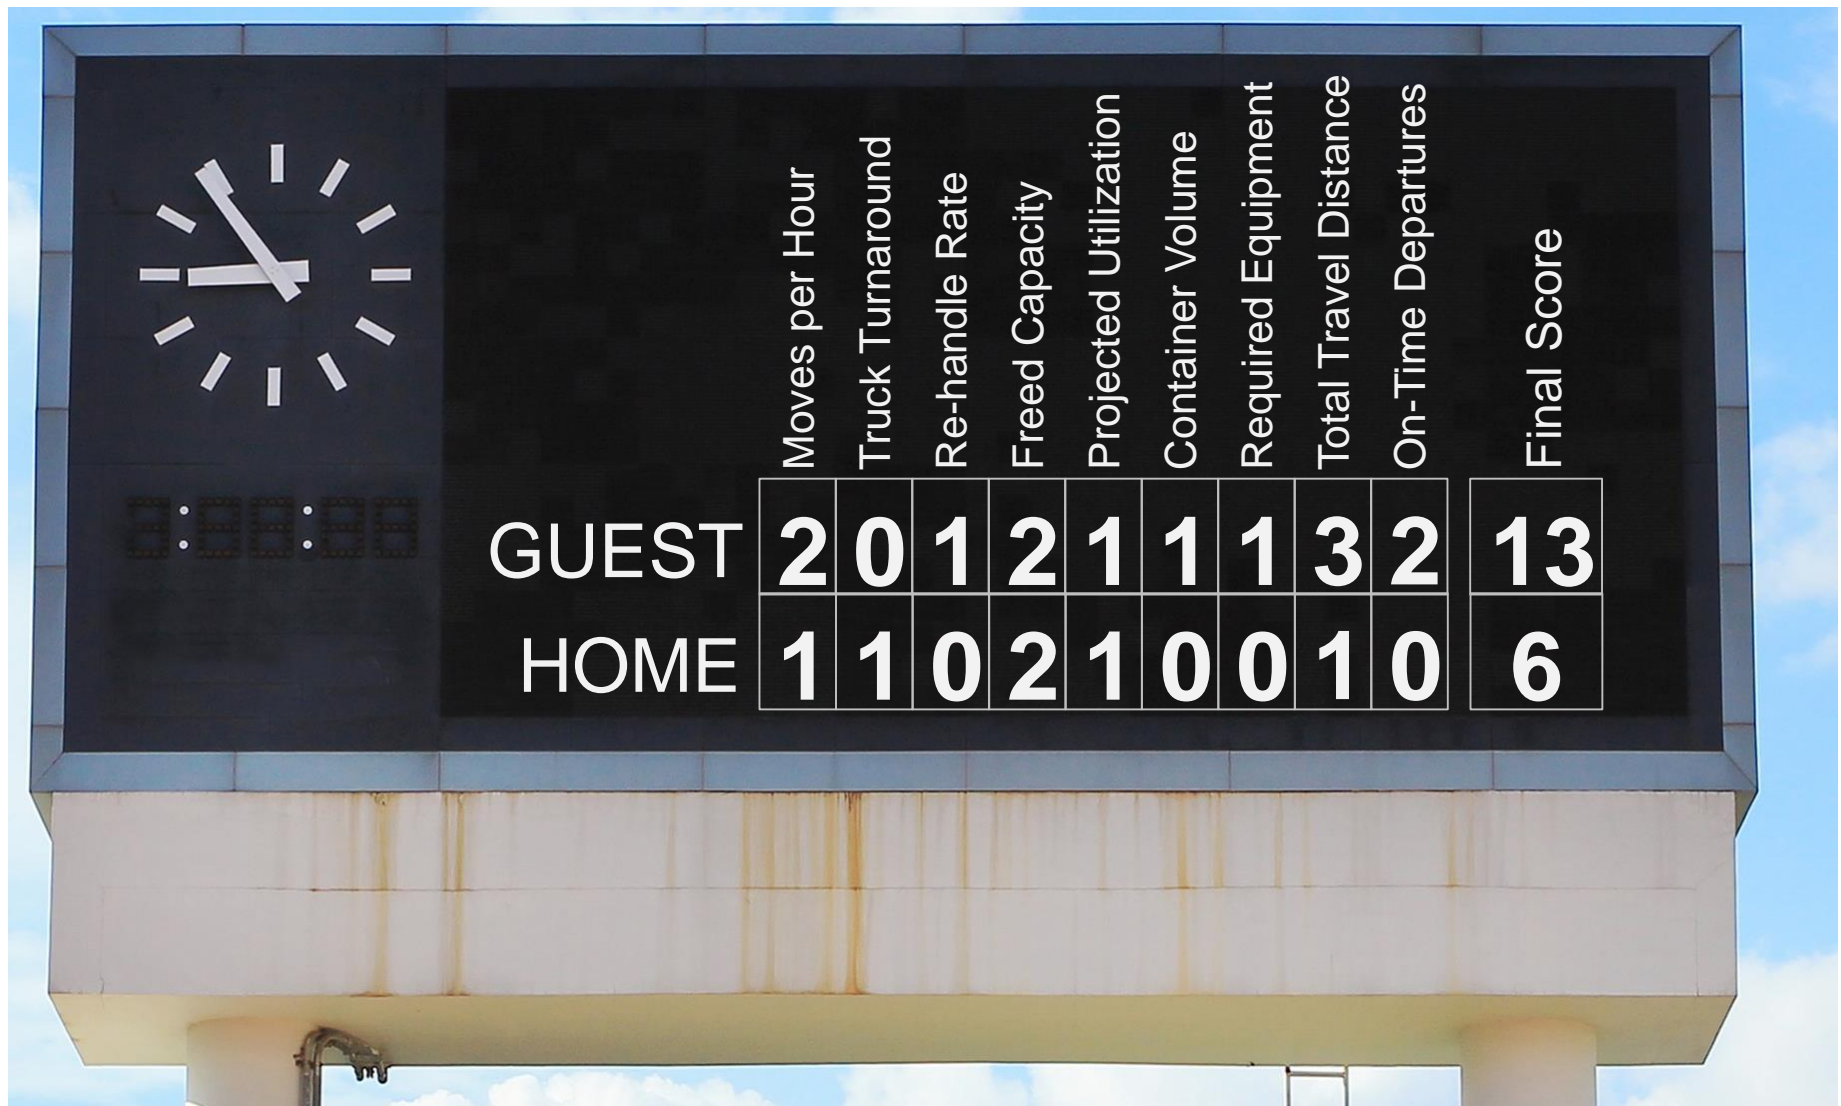 Moves per Hour
Truck Turnaround
Re-handle Rate
Freed Capacity
Projected Utilization
Container Volume
Required Equipment
Total Travel Distance
On-Time Departures
Final Score
GUEST 2 0 1 2 1 1 1 3 2 13
HOME 1 1 0 2 1 0 0 1 0 6